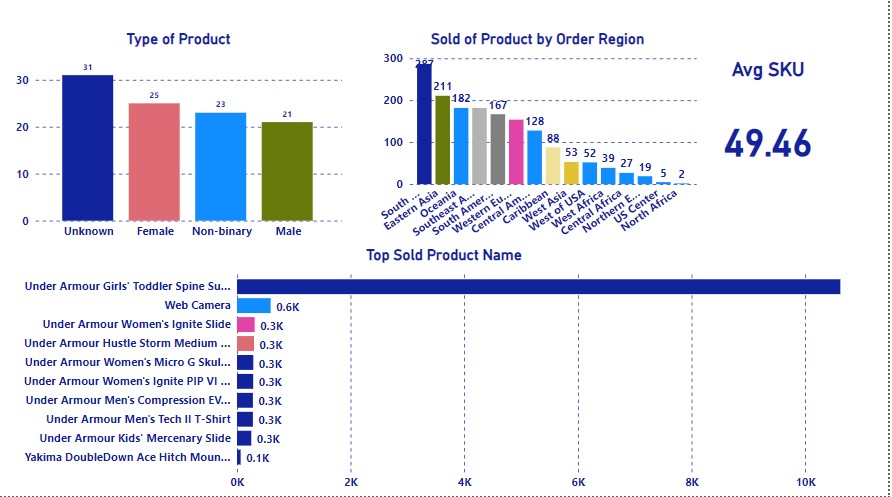 Type of Product
31
25
23
21
30
20
10
0
Unknown
Female
Non-binary
Male
Sold of Product by Order Region
300
200
100
0
287
211
182
167
128
88
53
52
39
27
19
5
2
South ...
Eastern Asia
Oceania
Southeast A...
South Amer...
Western Eu...
Central Am...
Caribbean
West Asia
West of USA
West Africa
Central Africa
Northern E...
US Center
North Africa
Avg SKU
49.46
Top Sold Product Name
Under Armour Girls' Toddler Spine Su...
Web Camera 0.6K
Under Armour Women's Ignite Slide 0.3K
Under Armour Hustle Storm Medium ... 0.3K
Under Armour Women's Micro G Skul... 0.3K
Under Armour Women's Ignite PIP VI ... 0.3K
Under Armour Men's Compression EV... 0.3K
Under Armour Men's Tech II T-Shirt 0.3K
Under Armour Kids' Mercenary Slide 0.3K
Yakima DoubleDown Ace Hitch Moun... 0.1K
0K 2K 4K 6K 8K 10K